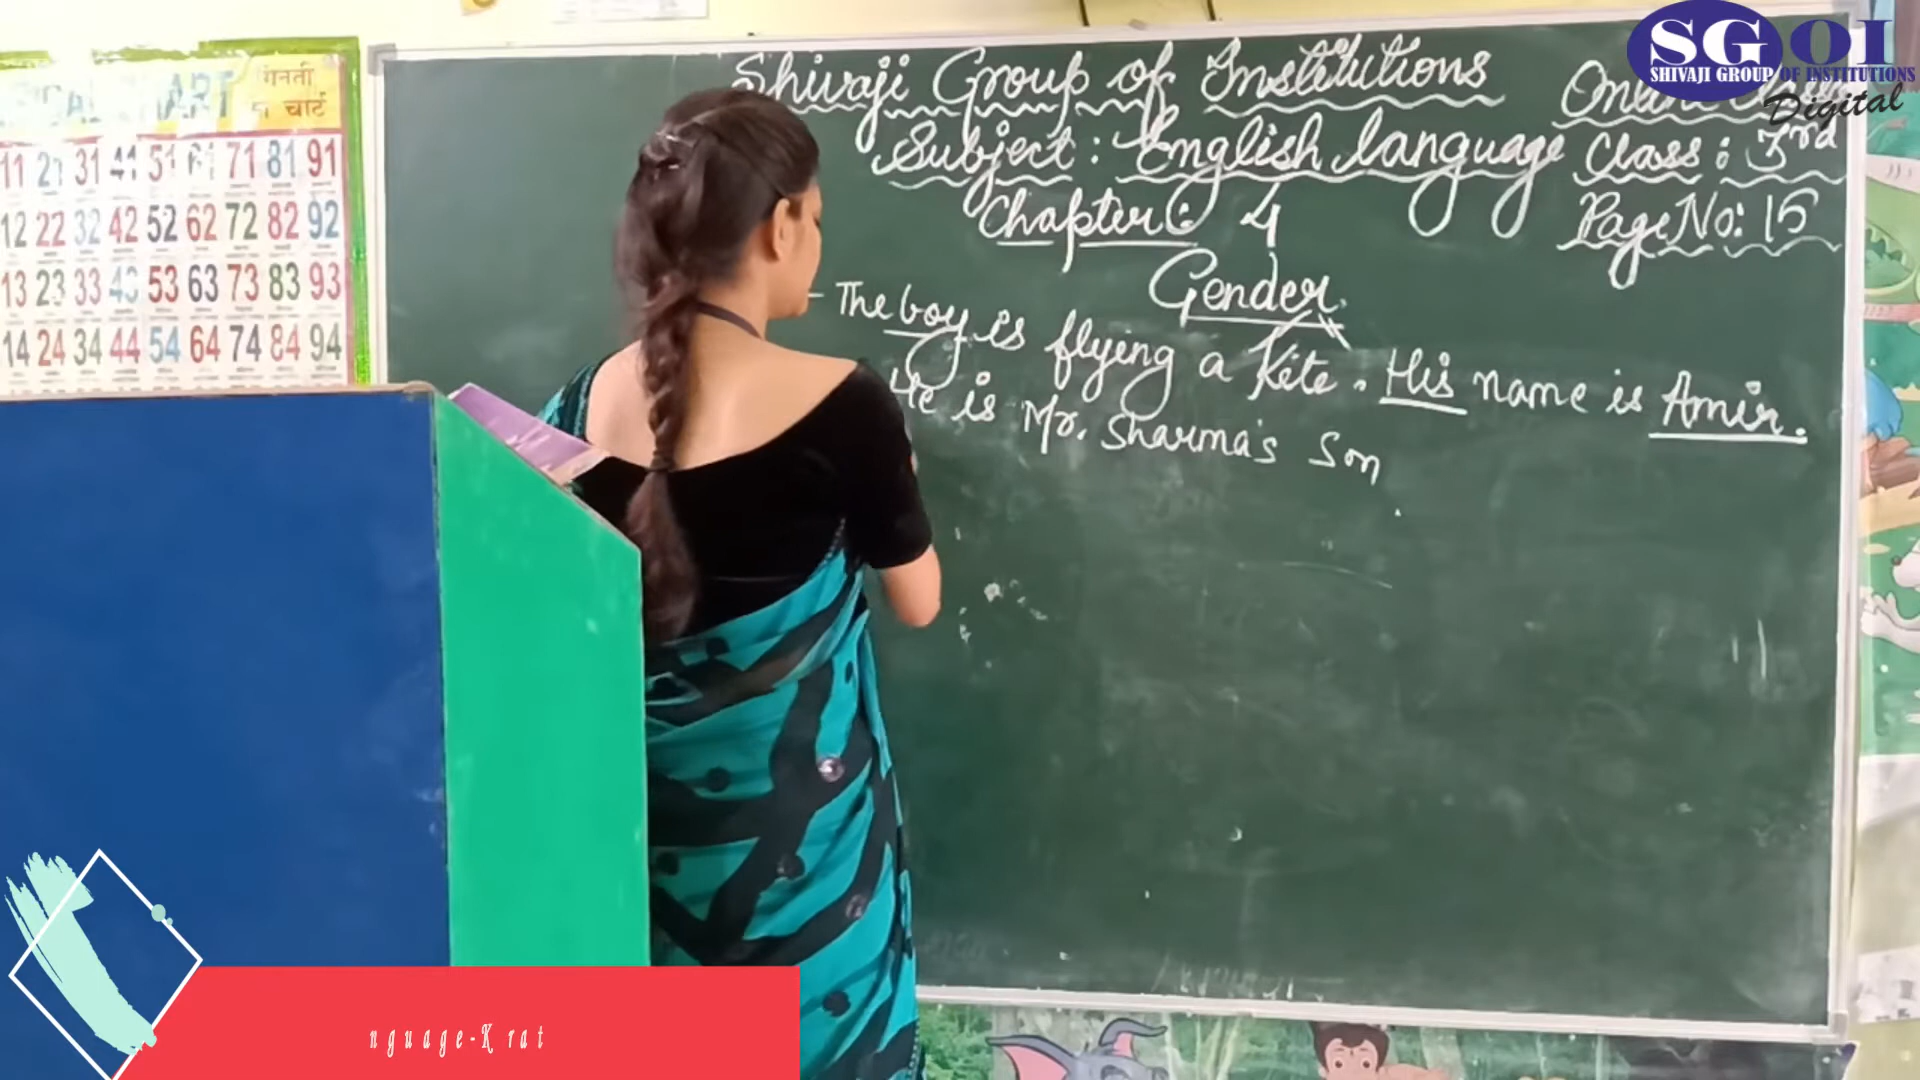 गिनती
चार्ट
11 21 31 41 51 61 71 81 91
12 22 32 42 52 62 72 82 92
13 23 33 43 53 63 73 83 93
14 24 34 44 54 64 74 84 94
Shivaji Group of Institutions
Subject: English language
Class: 3rd
Chapter: 4
Page No: 15
Gender
The boy is flying a Kite. His name is Amir.
He is Mr. Sharma's Son
SGOI
SHIVAJI GROUP OF INSTITUTIONS
Digital
nguage-K rat